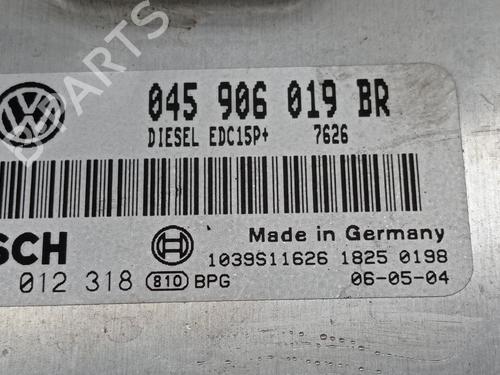 045 906 019 BR
DIESEL EDC15P+ 7626
SCH
Made in Germany
1039S11626 1825 0198
012 318 810 BPG
06-05-04